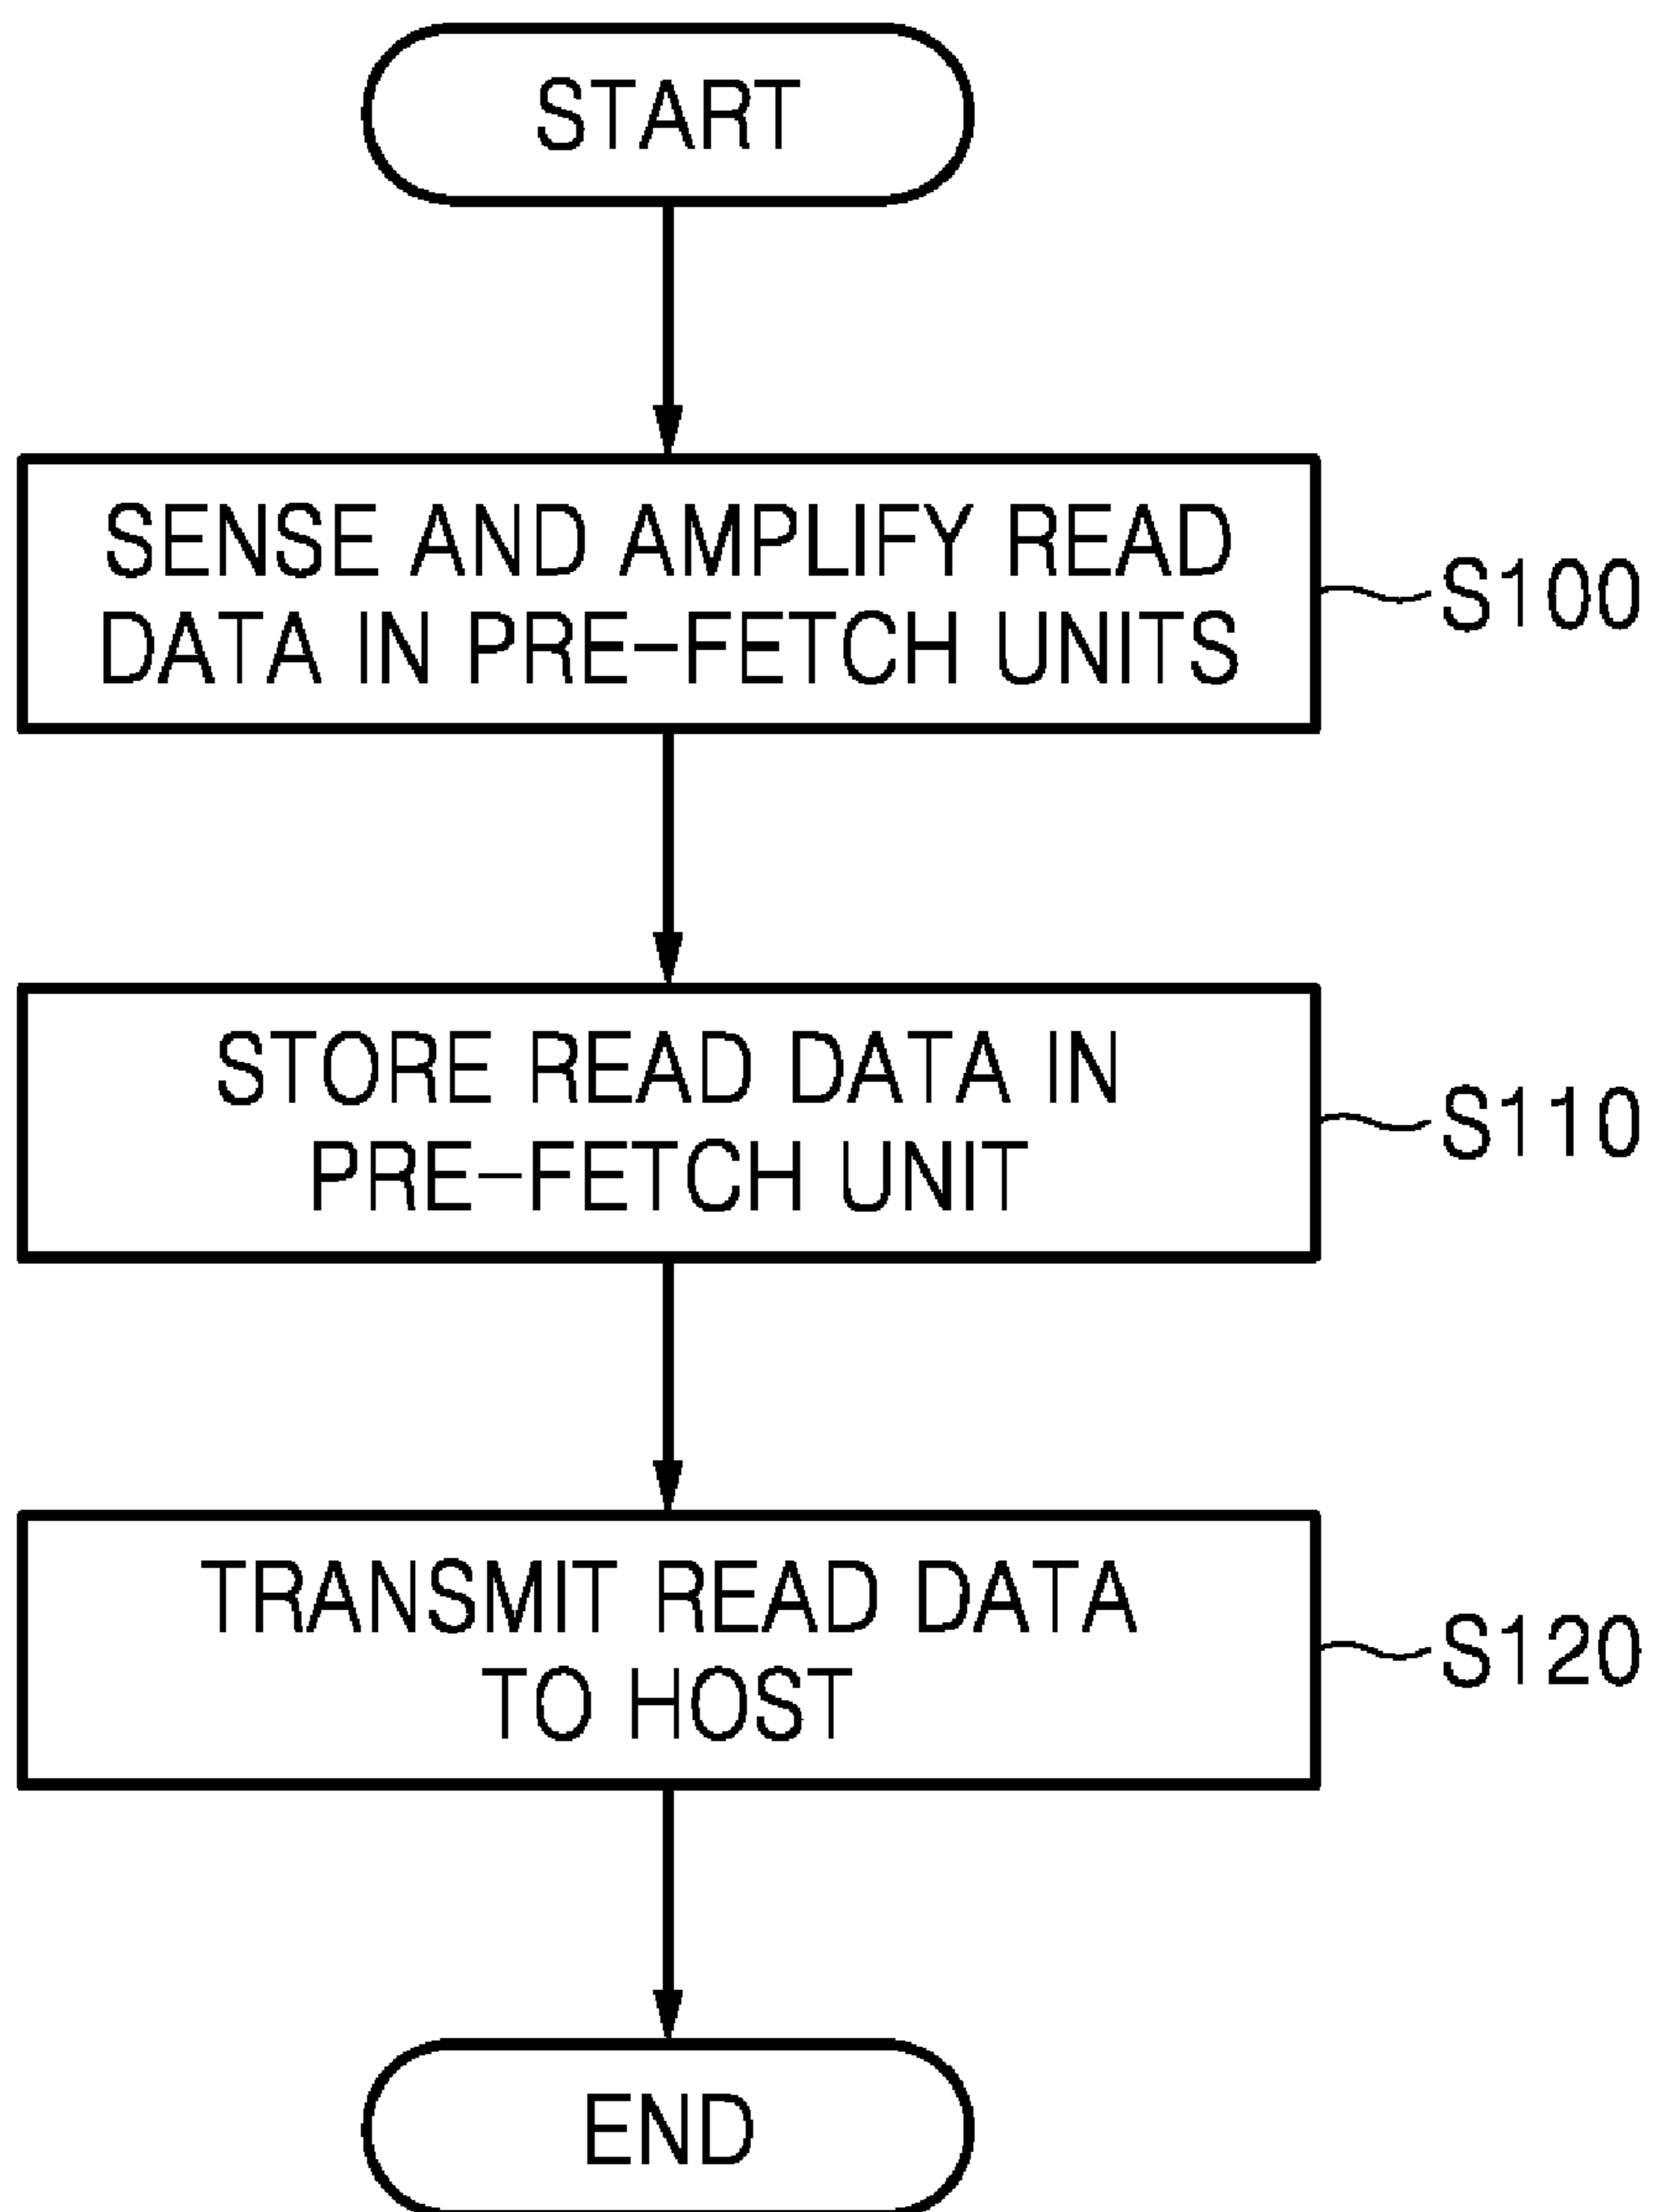 START
SENSE AND AMPLIFY READ
DATA IN PRE-FETCH UNITS
S100
STORE READ DATA IN
PRE-FETCH UNIT
S110
TRANSMIT READ DATA
TO HOST
S120
END